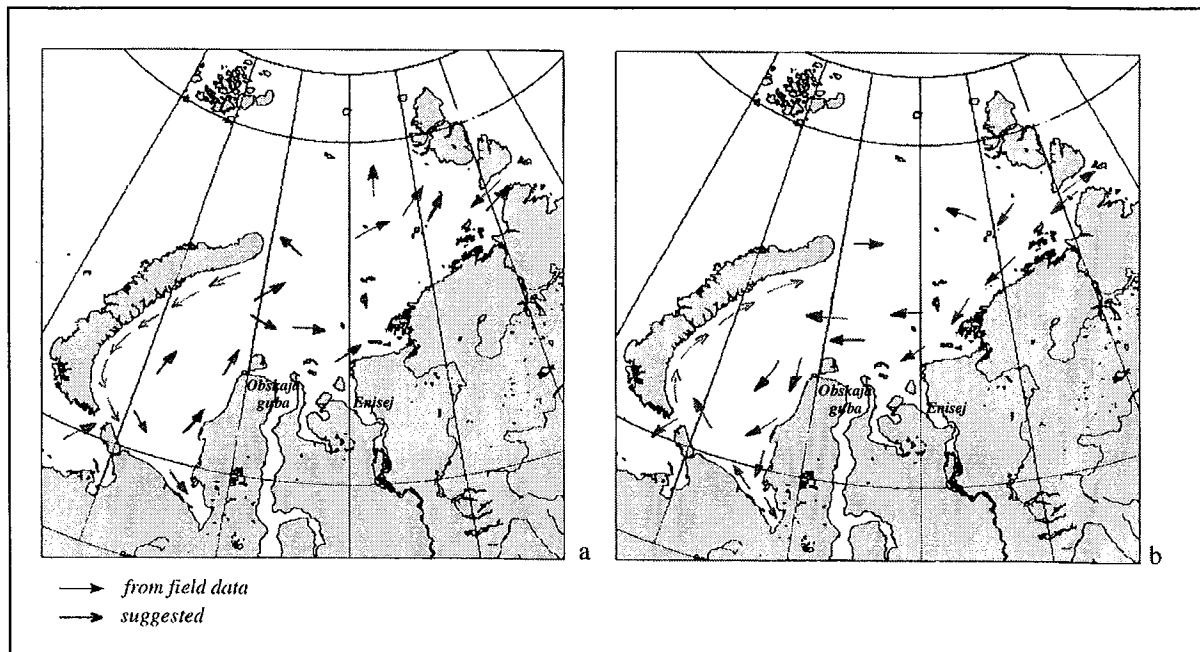 Obskaja
guba
Enisej
a
Obskaja
guba
Enisej
b
from field data
suggested